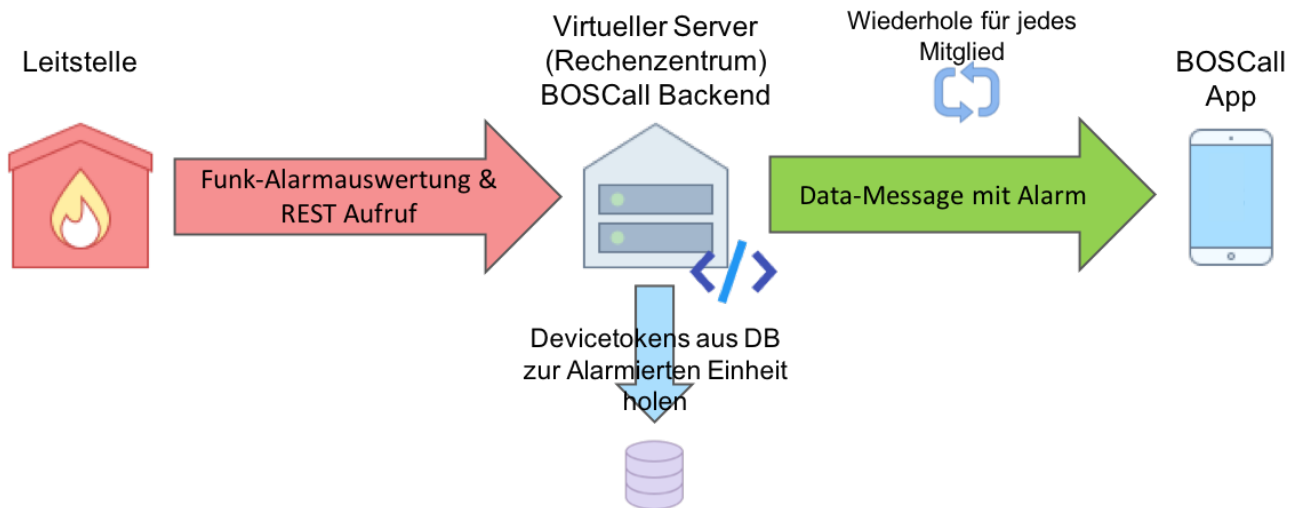 Leitstelle
Virtueller Server
(Rechenzentrum)
BOSCall Backend
Wiederhole für jedes
Mitglied
BOSCall
App
Funk-Alarmauswertung &
REST Aufruf
Data-Message mit Alarm
</>
Devicetokens aus DB
zur Alarmierten Einheit
holen